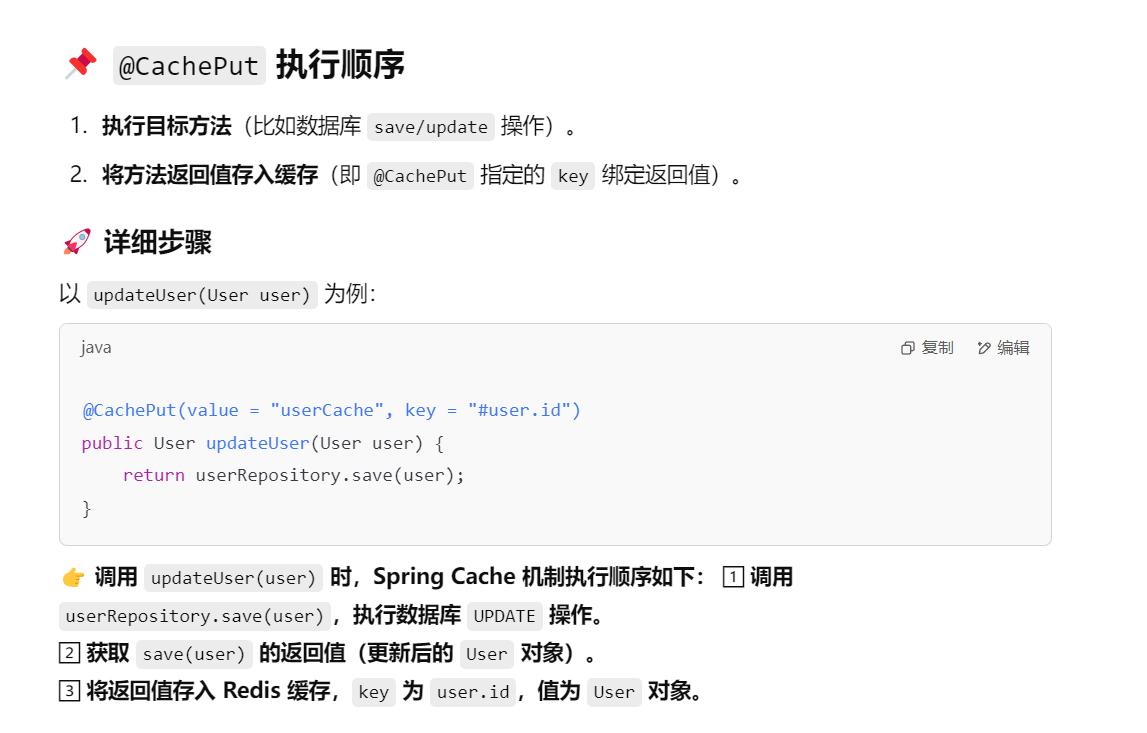 📌 @CachePut 执行顺序
1. 执行目标方法（比如数据库 save/update 操作）。
2. 将方法返回值存入缓存（即 @CachePut 指定的 key 绑定返回值）。
🚀 详细步骤
以 updateUser(User user) 为例：
java 复制 编辑
@CachePut(value = "userCache", key = "#user.id")
public User updateUser(User user) {
    return userRepository.save(user);
}
👉 调用 updateUser(user) 时，Spring Cache 机制执行顺序如下： 1️⃣ 调用
userRepository.save(user)，执行数据库 UPDATE 操作。
2️⃣ 获取 save(user) 的返回值（更新后的 User 对象）。
3️⃣ 将返回值存入 Redis 缓存，key 为 user.id，值为 User 对象。